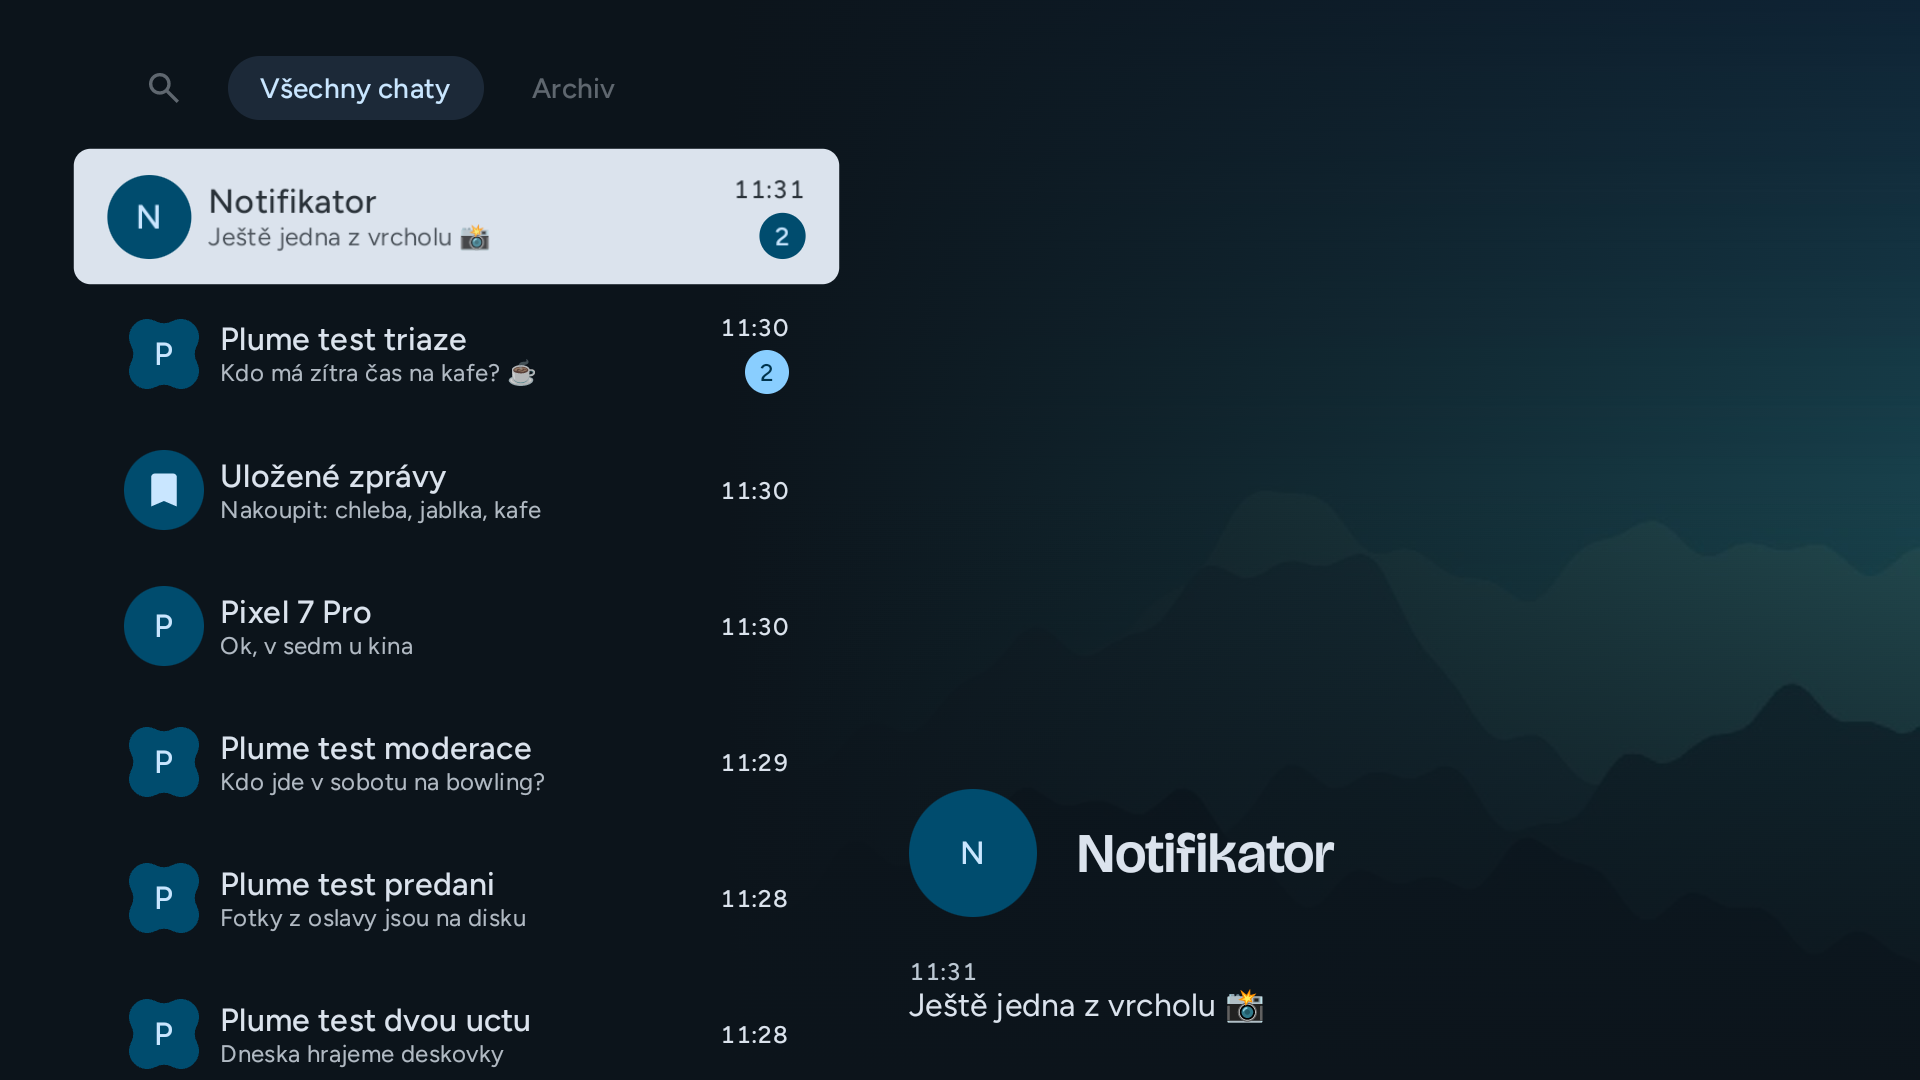 Všechny chaty
Archiv
N
Notifikator
11:31
Ještě jedna z vrcholu 📸
2
P
Plume test triaze
11:30
Kdo má zítra čas na kafe? ☕
2
Uložené zprávy
11:30
Nakoupit: chleba, jablka, kafe
P
Pixel 7 Pro
11:30
Ok, v sedm u kina
P
Plume test moderace
11:29
Kdo jde v sobotu na bowling?
P
Plume test predani
11:28
Fotky z oslavy jsou na disku
P
Plume test dvou uctu
11:28
Dneska hrajeme deskovky
N
Notifikator
11:31
Ještě jedna z vrcholu 📸